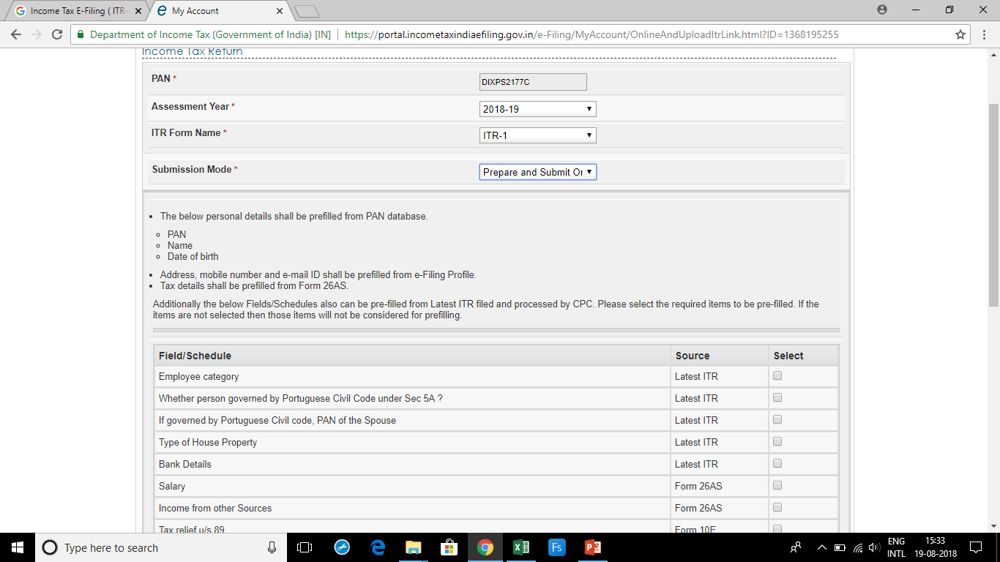 Income Tax E-Filing ( ITR-
My Account
Department of Income Tax (Government of India) [IN] https://portal.incometaxindiaefiling.gov.in/e-Filing/MyAccount/OnlineAndUploadItrLink.html?ID=1368195255
Income Tax Return
PAN * DIXPS2177C
Assessment Year * 2018-19
ITR Form Name * ITR-1
Submission Mode * Prepare and Submit Or
• The below personal details shall be prefilled from PAN database.
PAN
Name
Date of birth
• Address, mobile number and e-mail ID shall be prefilled from e-Filing Profile.
• Tax details shall be prefilled from Form 26AS.
Additionally the below Fields/Schedules also can be pre-filled from Latest ITR filed and processed by CPC. Please select the required items to be pre-filled. If the
items are not selected then those items will not be considered for prefilling.
Field/Schedule Source Select
Employee category Latest ITR
Whether person governed by Portuguese Civil Code under Sec 5A ? Latest ITR
If governed by Portuguese Civil code, PAN of the Spouse Latest ITR
Type of House Property Latest ITR
Bank Details Latest ITR
Salary Form 26AS
Income from other Sources Form 26AS
Tax relief u/s 89 Form 10E
Type here to search
Fs
ENG
INTL
15:33
19-08-2018